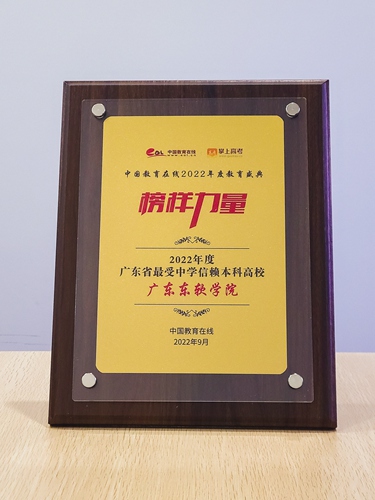 eol 中国教育在线 掌上高考
中国教育在线2022年度教育盛典
榜样力量
2022年度
广东省最受中学信赖本科高校
广东东软学院
中国教育在线
2022年9月